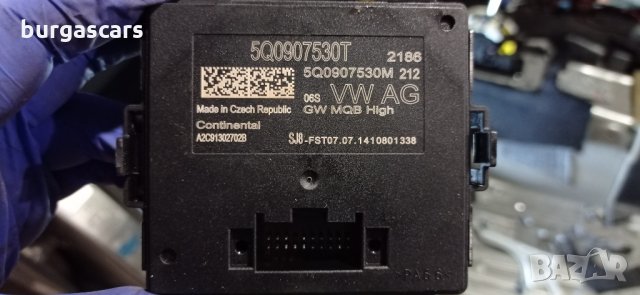 burgascars
5Q0907530T 2186
5Q0907530M 212
06S VW AG
Made in Czech Republic GW MQB High
Continental
A2C91302702B SJ8-FST07.07.1410801338
BAZAR